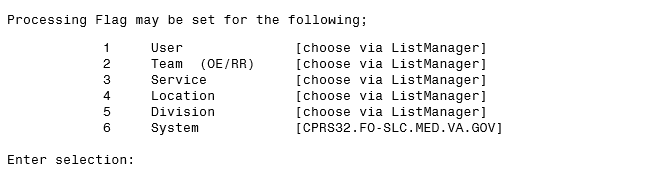 Processing Flag may be set for the following;
1 User [choose via ListManager]
2 Team (OE/RR) [choose via ListManager]
3 Service [choose via ListManager]
4 Location [choose via ListManager]
5 Division [choose via ListManager]
6 System [CPRS32.FO-SLC.MED.VA.GOV]
Enter selection: